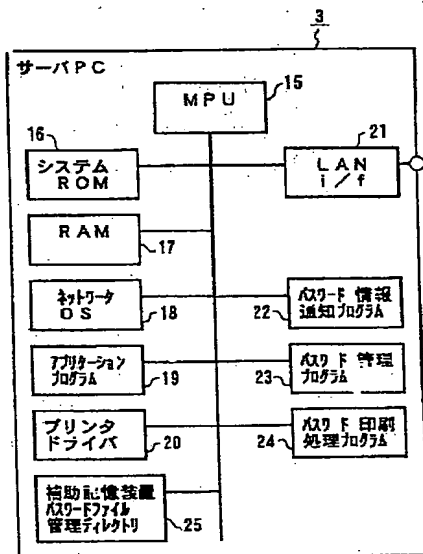 3
サーバPC
MPU
15
16
システム
ROM
21
LAN
i/f
RAM
17
ネットワーク
OS
18
パスワード情報
通知プログラム
22
アプリケーション
プログラム
19
パスワード管理
プログラム
23
プリンタ
ドライバ
20
パスワード印刷
処理プログラム
24
補助記憶装置
パスワードファイル
管理ディレクトリ
25